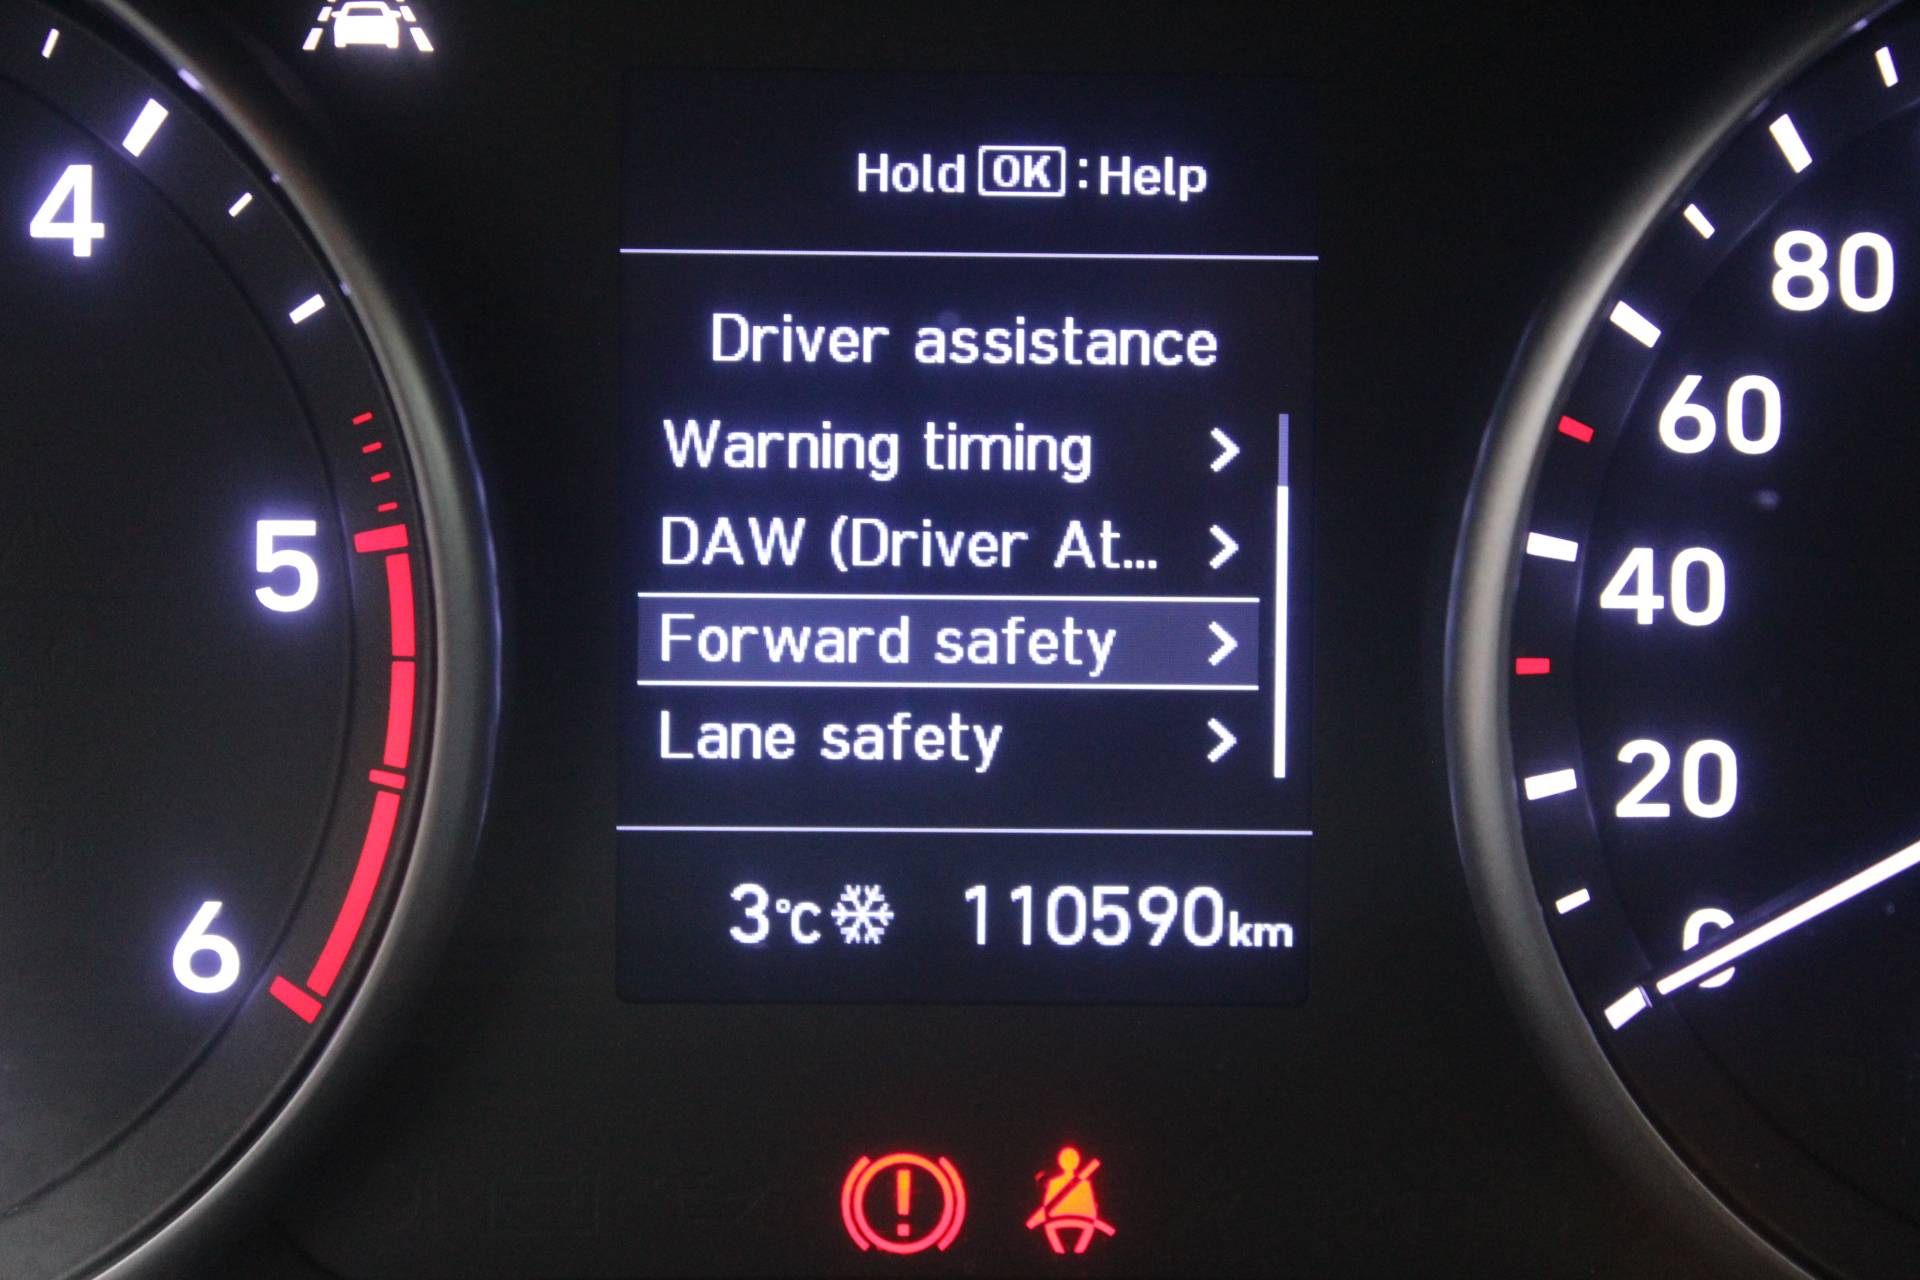 Hold OK : Help
Driver assistance
Warning timing >
DAW (Driver At... >
Forward safety >
Lane safety >
3°C 110590km
4
5
6
80
60
40
20
0